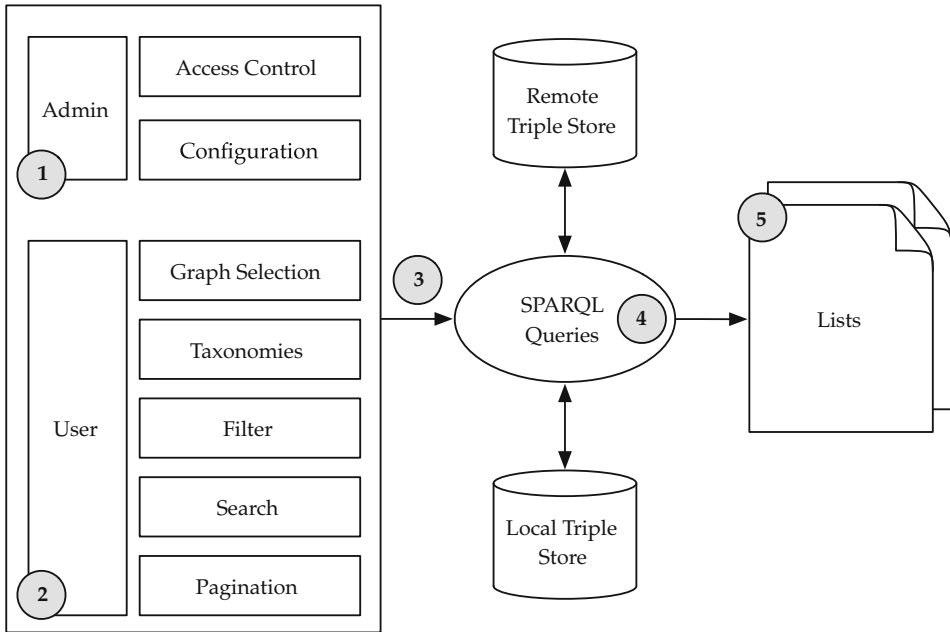 Admin
1
Access Control
Configuration
User
2
Graph Selection
Taxonomies
Filter
Search
Pagination
3
Remote
Triple Store
SPARQL
Queries
4
Local Triple
Store
5
Lists